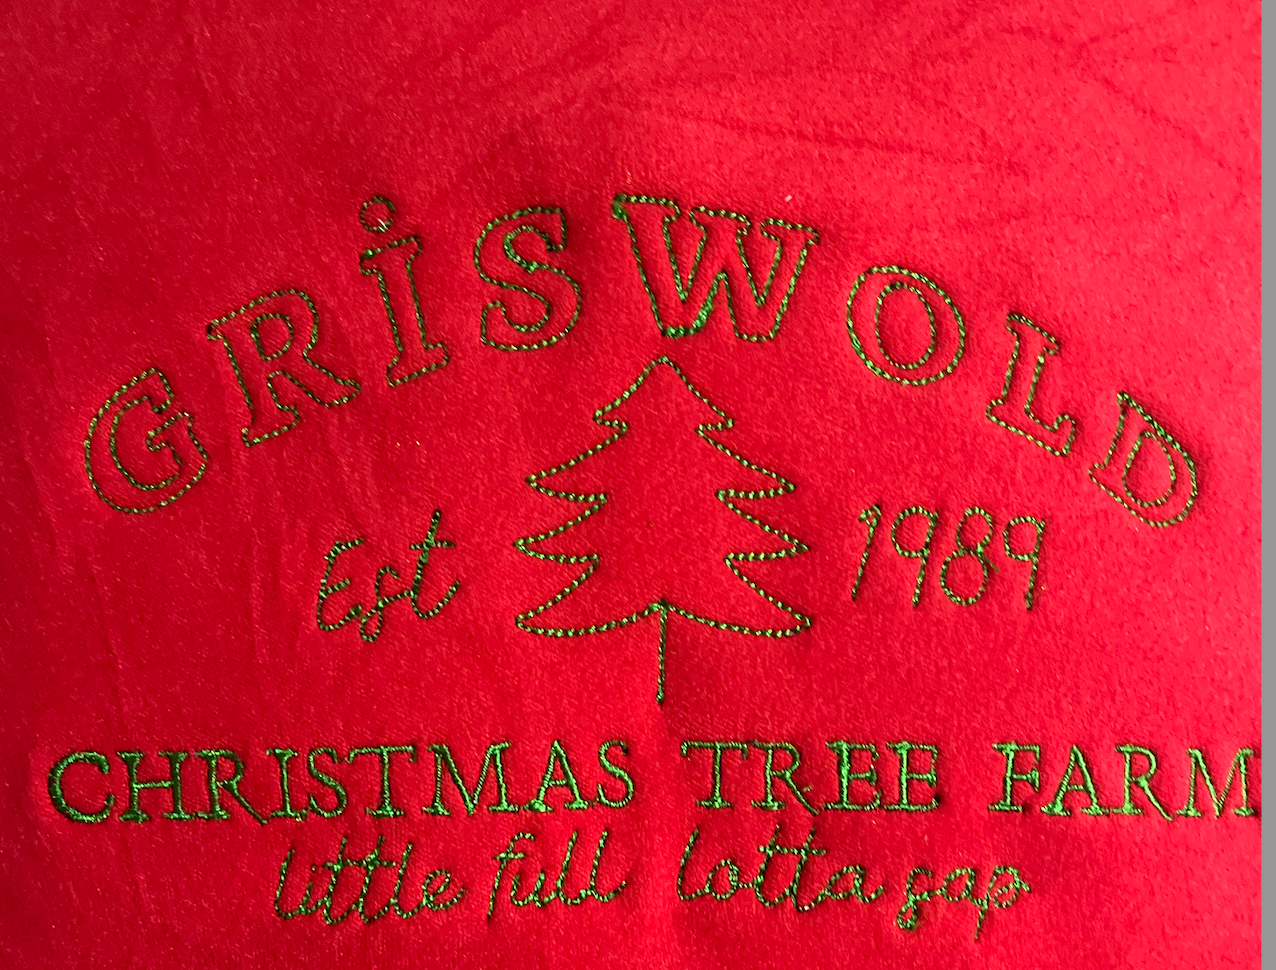 GRiSWOLD
Est 1989
CHRISTMAS TREE FARM
little full lotta sap